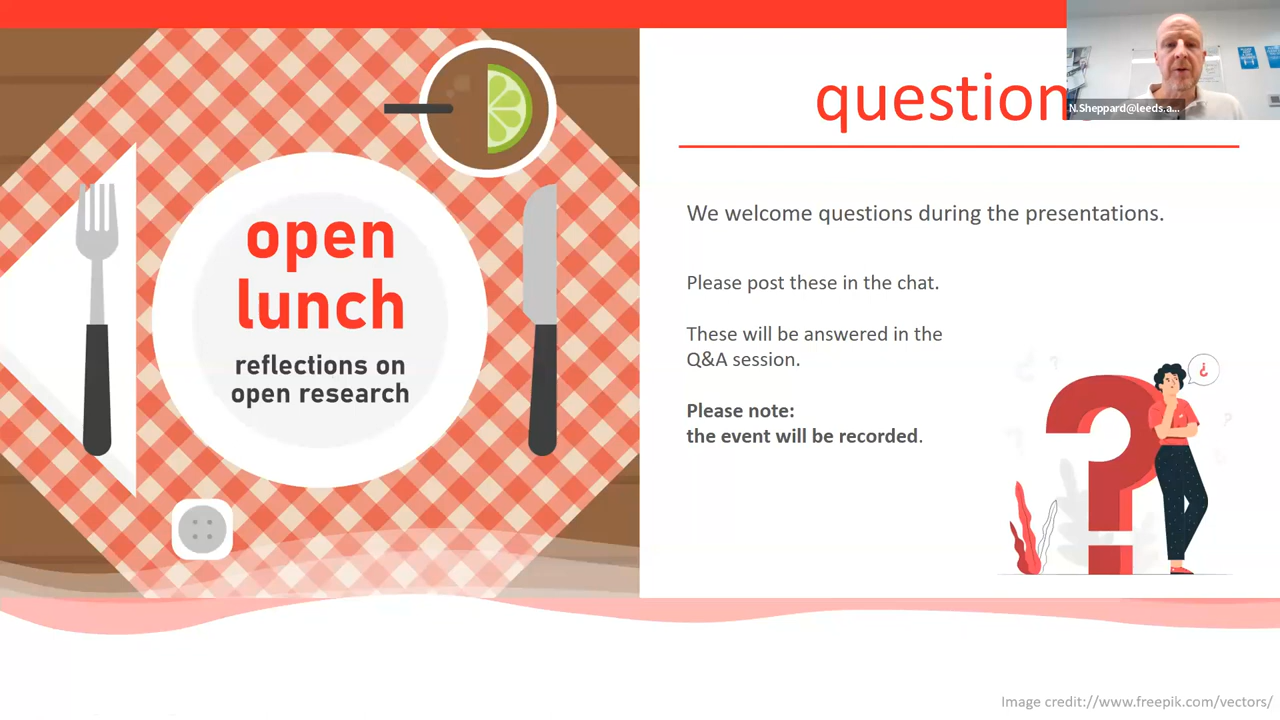 open
lunch
reflections on
open research
question
N.Sheppard@leeds.a...
We welcome questions during the presentations.
Please post these in the chat.
These will be answered in the
Q&A session.
Please note:
the event will be recorded.
¿
Image credit://www.freepik.com/vectors/